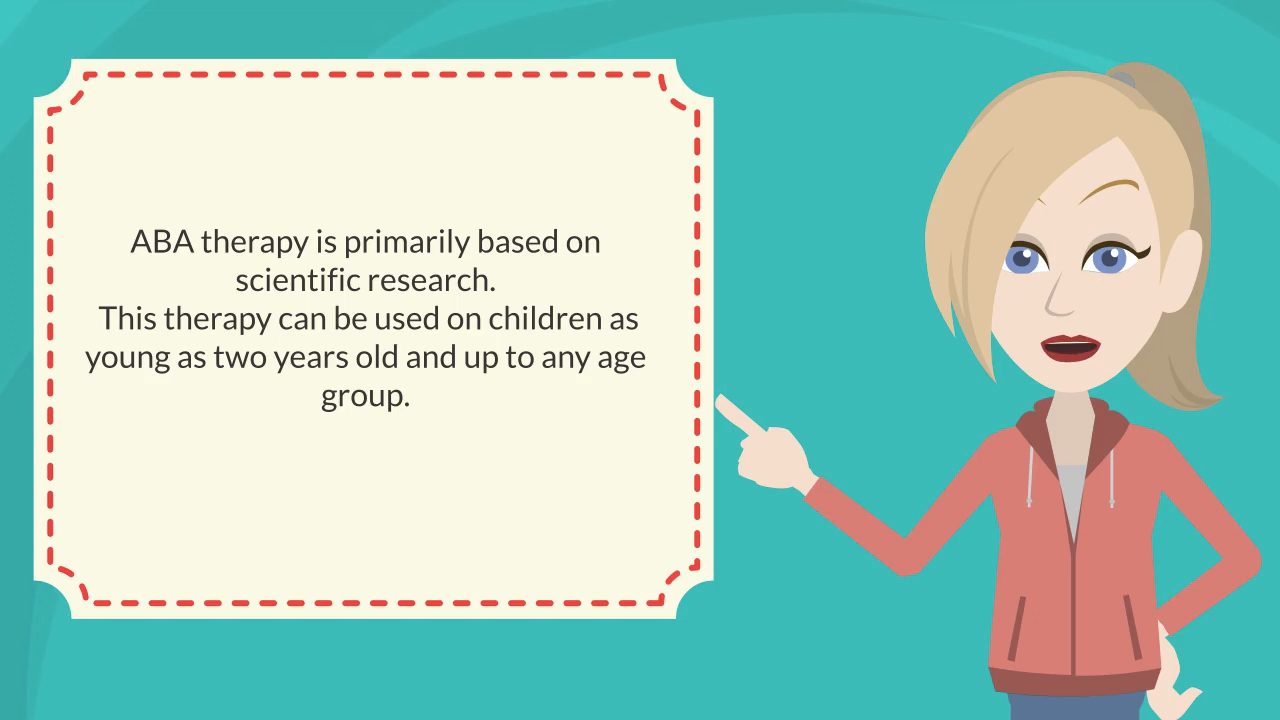 ABA therapy is primarily based on
scientific research.
This therapy can be used on children as
young as two years old and up to any age
group.